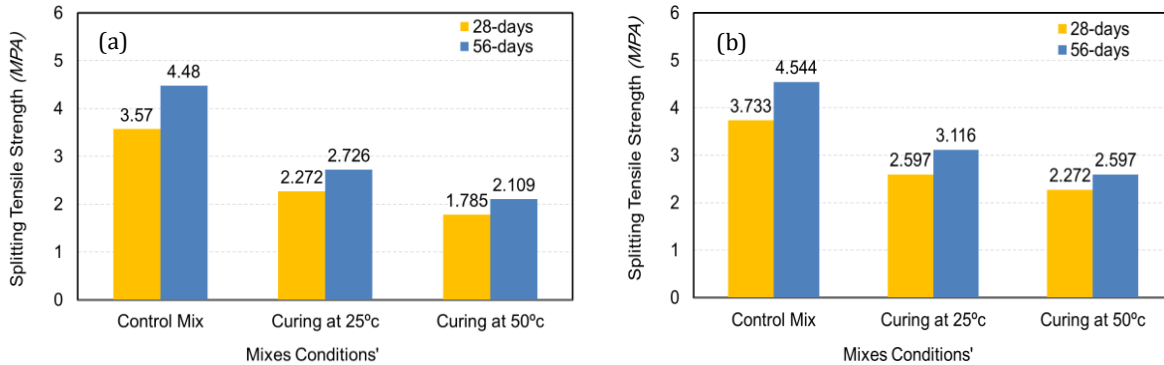 (a)
28-days
56-days
Splitting Tensile Strength (MPA)
6
5
4
3
2
1
0
3.57
4.48
2.272
2.726
1.785
2.109
Control Mix
Curing at 25ºc
Curing at 50ºc
Mixes Conditions'
(b)
28-days
56-days
Splitting Tensile Strength (MPA)
6
5
4
3
2
1
0
3.733
4.544
2.597
3.116
2.272
2.597
Control Mix
Curing at 25ºc
Curing at 50ºc
Mixes Conditions'